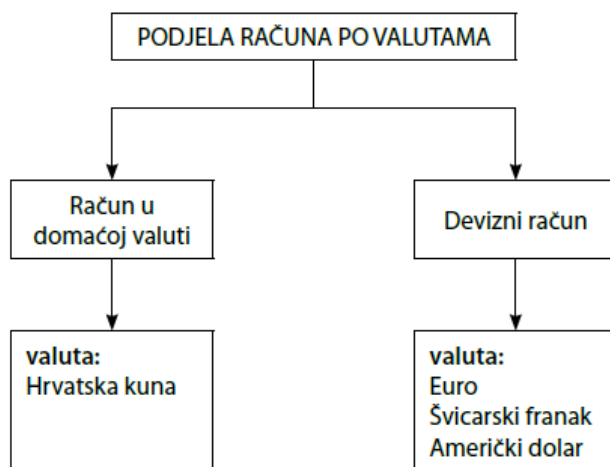 PODJELA RAČUNA PO VALUTAMA
Račun u
domaćoj valuti
Devizni račun
valuta:
Hrvatska kuna
valuta:
Euro
Švicarski franak
Američki dolar